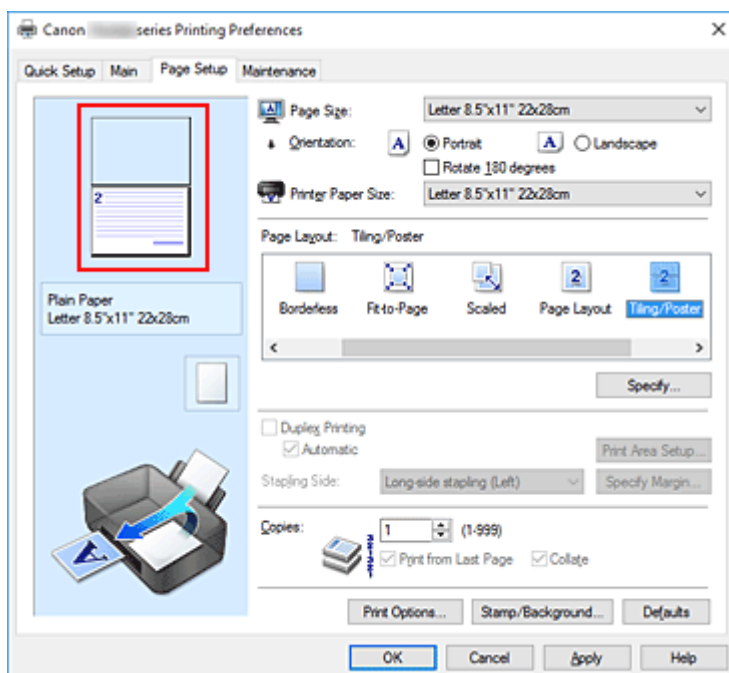 Canon series Printing Preferences
Quick Setup Main Page Setup Maintenance
2
Plain Paper
Letter 8.5"x11" 22x28cm
A
Page Size: Letter 8.5"x11" 22x28cm
Orientation: A Portrait A Landscape
Rotate 180 degrees
Printer Paper Size: Letter 8.5"x11" 22x28cm
Page Layout: Tiling/Poster
2 2
Borderless Fit-to-Page Scaled Page Layout Tiling/Poster
Specify...
Duplex Printing
Automatic Print Area Setup...
Stapling Side: Long-side stapling (Left) Specify Margin...
Copies: 1 (1-999)
Print from Last Page Collate
Print Options... Stamp/Background... Defaults
OK Cancel Apply Help